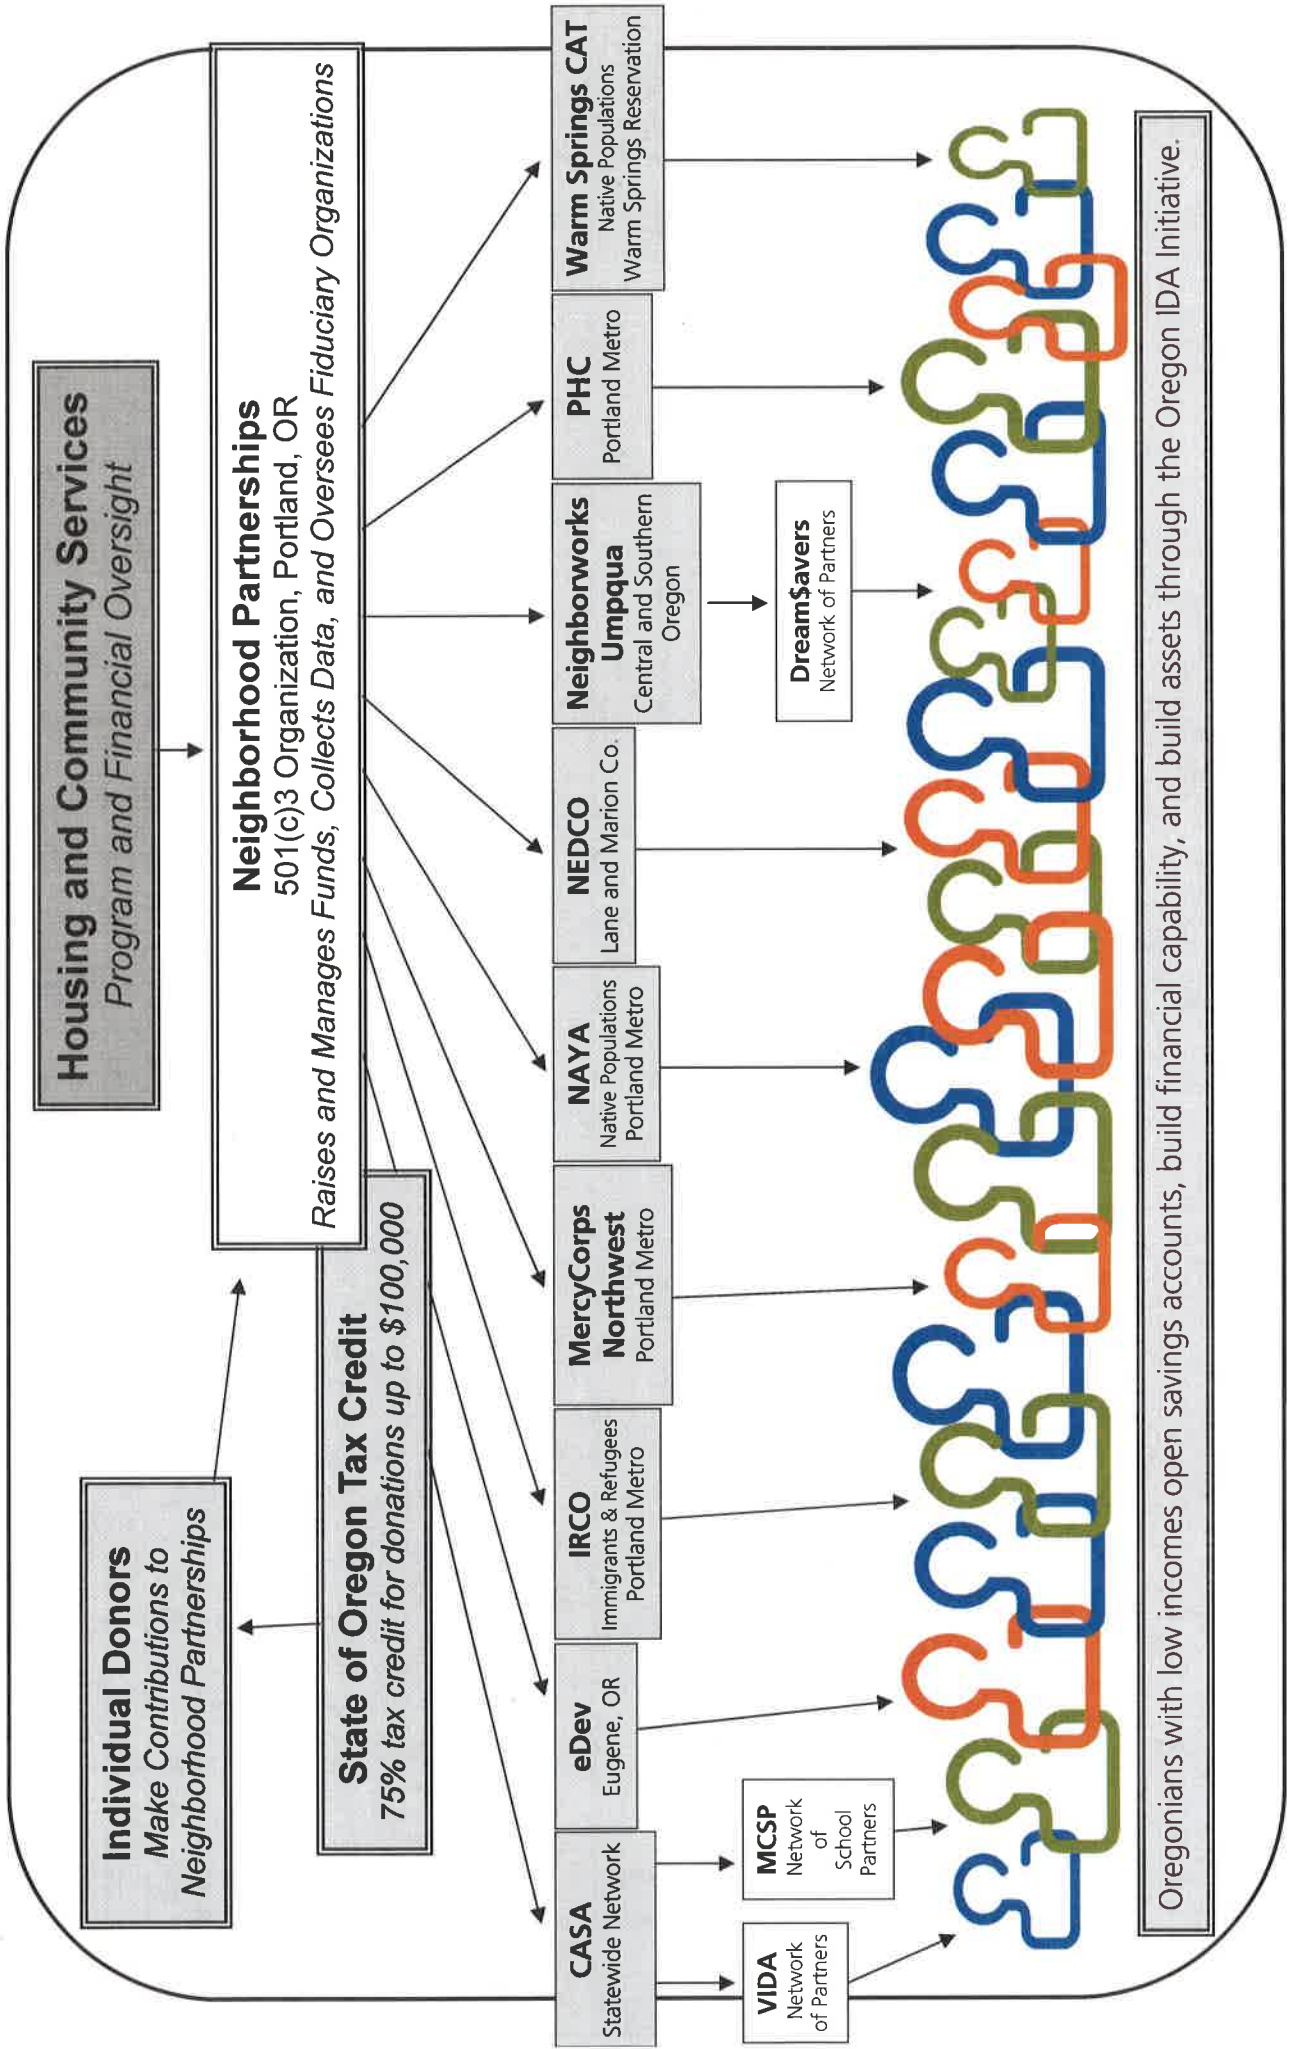 Housing and Community Services
Program and Financial Oversight
Individual Donors
Make Contributions to
Neighborhood Partnerships
Neighborhood Partnerships
501(c)3 Organization, Portland, OR
Raises and Manages Funds, Collects Data, and Oversees Fiduciary Organizations
State of Oregon Tax Credit
75% tax credit for donations up to $100,000
CASA
Statewide Network
eDev
Eugene, OR
IRCO
Immigrants & Refugees
Portland Metro
MercyCorps
Northwest
Portland Metro
NAYA
Native Populations
Portland Metro
NEDCO
Lane and Marion Co.
Neighborworks
Umpqua
Central and Southern
Oregon
PHC
Portland Metro
Warm Springs CAT
Native Populations
Warm Springs Reservation
VIDA
Network
of Partners
MCSP
Network
of
School
Partners
Dream$avers
Network of Partners
Oregonians with low incomes open savings accounts, build financial capability, and build assets through the Oregon IDA Initiative.